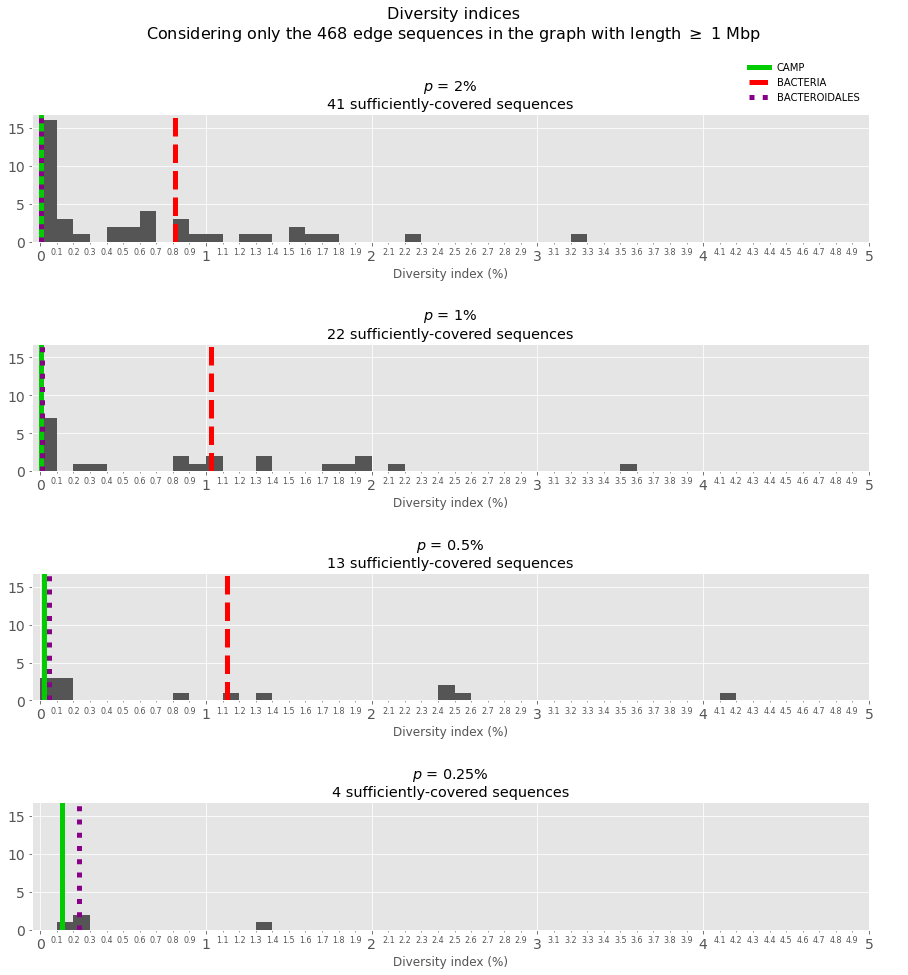 Diversity indices
Considering only the 468 edge sequences in the graph with length ≥ 1 Mbp
CAMP
BACTERIA
BACTEROIDALES
p = 2%
41 sufficiently-covered sequences
15
10
5
0
0 0.1 0.2 0.3 0.4 0.5 0.6 0.7 0.8 0.9 1 1.1 1.2 1.3 1.4 1.5 1.6 1.7 1.8 1.9 2 2.1 2.2 2.3 2.4 2.5 2.6 2.7 2.8 2.9 3 3.1 3.2 3.3 3.4 3.5 3.6 3.7 3.8 3.9 4 4.1 4.2 4.3 4.4 4.5 4.6 4.7 4.8 4.9 5
Diversity index (%)
p = 1%
22 sufficiently-covered sequences
15
10
5
0
0 0.1 0.2 0.3 0.4 0.5 0.6 0.7 0.8 0.9 1 1.1 1.2 1.3 1.4 1.5 1.6 1.7 1.8 1.9 2 2.1 2.2 2.3 2.4 2.5 2.6 2.7 2.8 2.9 3 3.1 3.2 3.3 3.4 3.5 3.6 3.7 3.8 3.9 4 4.1 4.2 4.3 4.4 4.5 4.6 4.7 4.8 4.9 5
Diversity index (%)
p = 0.5%
13 sufficiently-covered sequences
15
10
5
0
0 0.1 0.2 0.3 0.4 0.5 0.6 0.7 0.8 0.9 1 1.1 1.2 1.3 1.4 1.5 1.6 1.7 1.8 1.9 2 2.1 2.2 2.3 2.4 2.5 2.6 2.7 2.8 2.9 3 3.1 3.2 3.3 3.4 3.5 3.6 3.7 3.8 3.9 4 4.1 4.2 4.3 4.4 4.5 4.6 4.7 4.8 4.9 5
Diversity index (%)
p = 0.25%
4 sufficiently-covered sequences
15
10
5
0
0 0.1 0.2 0.3 0.4 0.5 0.6 0.7 0.8 0.9 1 1.1 1.2 1.3 1.4 1.5 1.6 1.7 1.8 1.9 2 2.1 2.2 2.3 2.4 2.5 2.6 2.7 2.8 2.9 3 3.1 3.2 3.3 3.4 3.5 3.6 3.7 3.8 3.9 4 4.1 4.2 4.3 4.4 4.5 4.6 4.7 4.8 4.9 5
Diversity index (%)